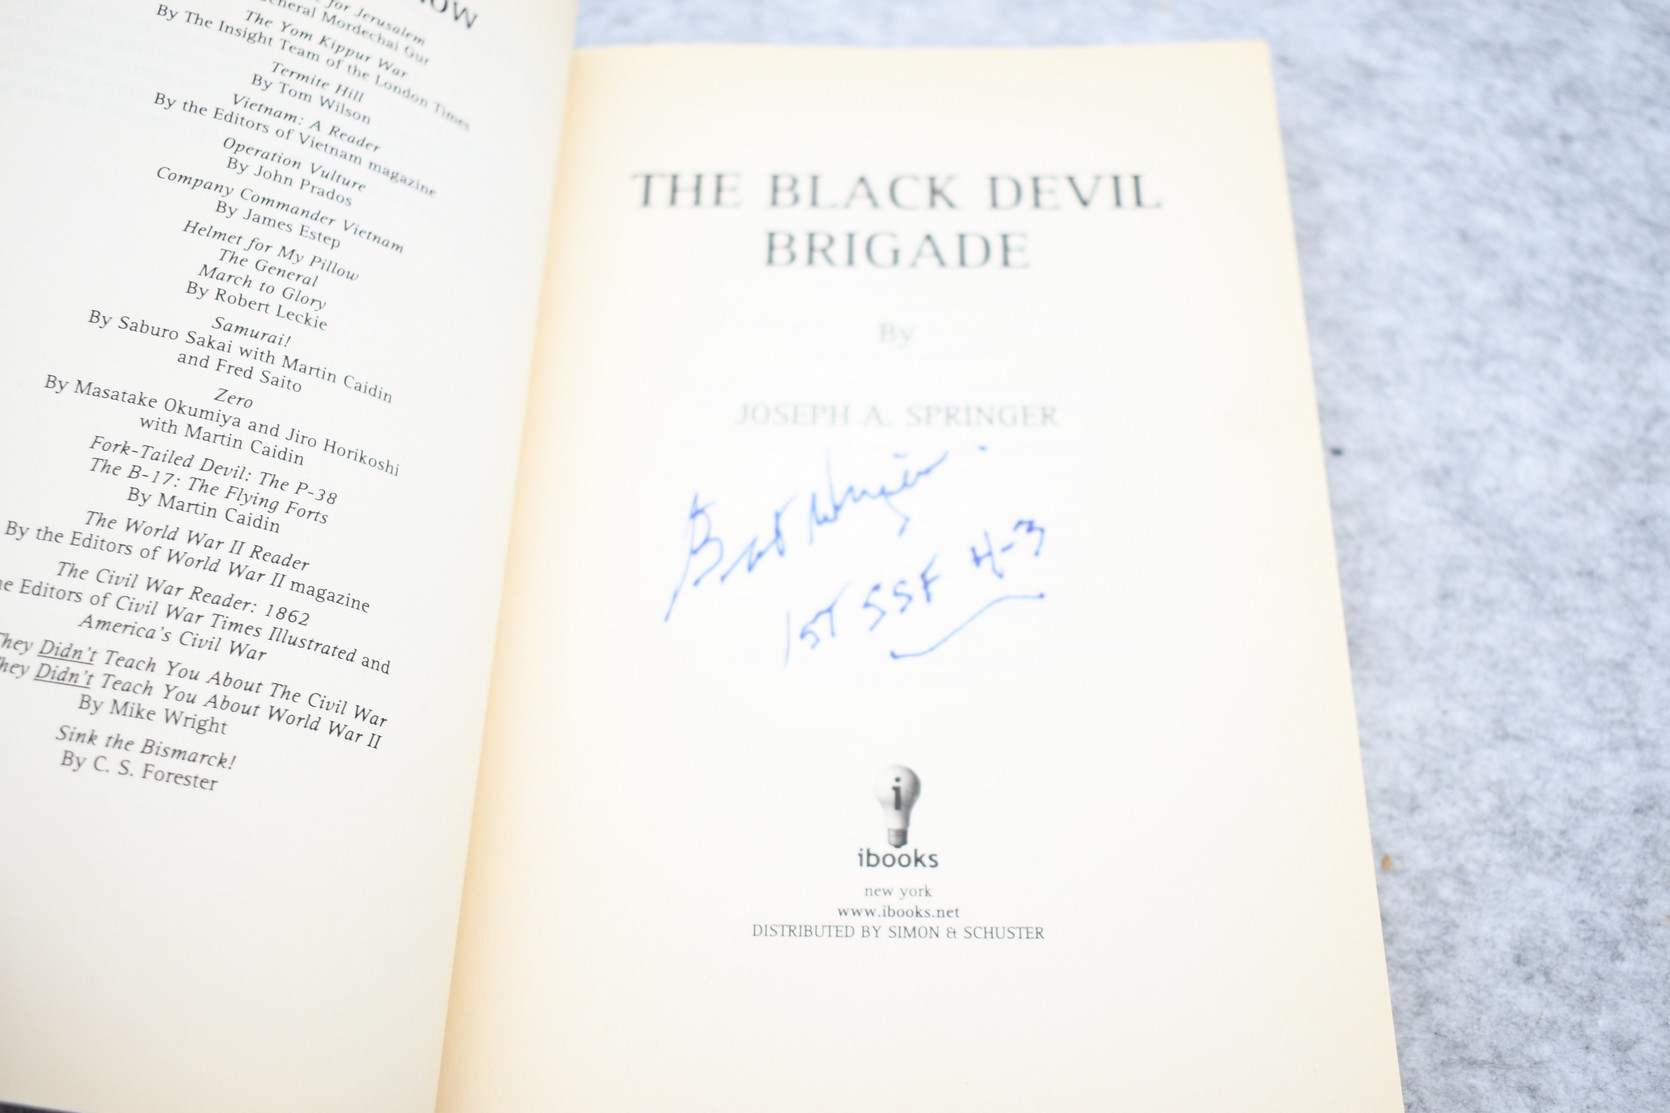 for Jerusalem
General Mordechai Gur
The Yom Kippur War
By The Insight Team of the London Times
Termite Hill
By Tom Wilson
Vietnam: A Reader
By the Editors of Vietnam magazine
Operation Vulture
By John Prados
Company Commander Vietnam
By James Estep
Helmet for My Pillow
The General
March to Glory
By Robert Leckie
Samurai!
By Saburo Sakai with Martin Caidin
and Fred Saito
Zero
By Masatake Okumiya and Jiro Horikoshi
with Martin Caidin
Fork-Tailed Devil: The P-38
The B-17: The Flying Forts
By Martin Caidin
The World War II Reader
By the Editors of World War II magazine
The Civil War Reader: 1862
Editors of Civil War Times Illustrated and
America's Civil War
They Didn't Teach You About The Civil War
They Didn't Teach You About World War II
By Mike Wright
Sink the Bismarck!
By C. S. Forester
THE BLACK DEVIL
BRIGADE
By
JOSEPH A. SPRINGER
1ST SSF 4-3
i
ibooks
new york
www.ibooks.net
DISTRIBUTED BY SIMON & SCHUSTER